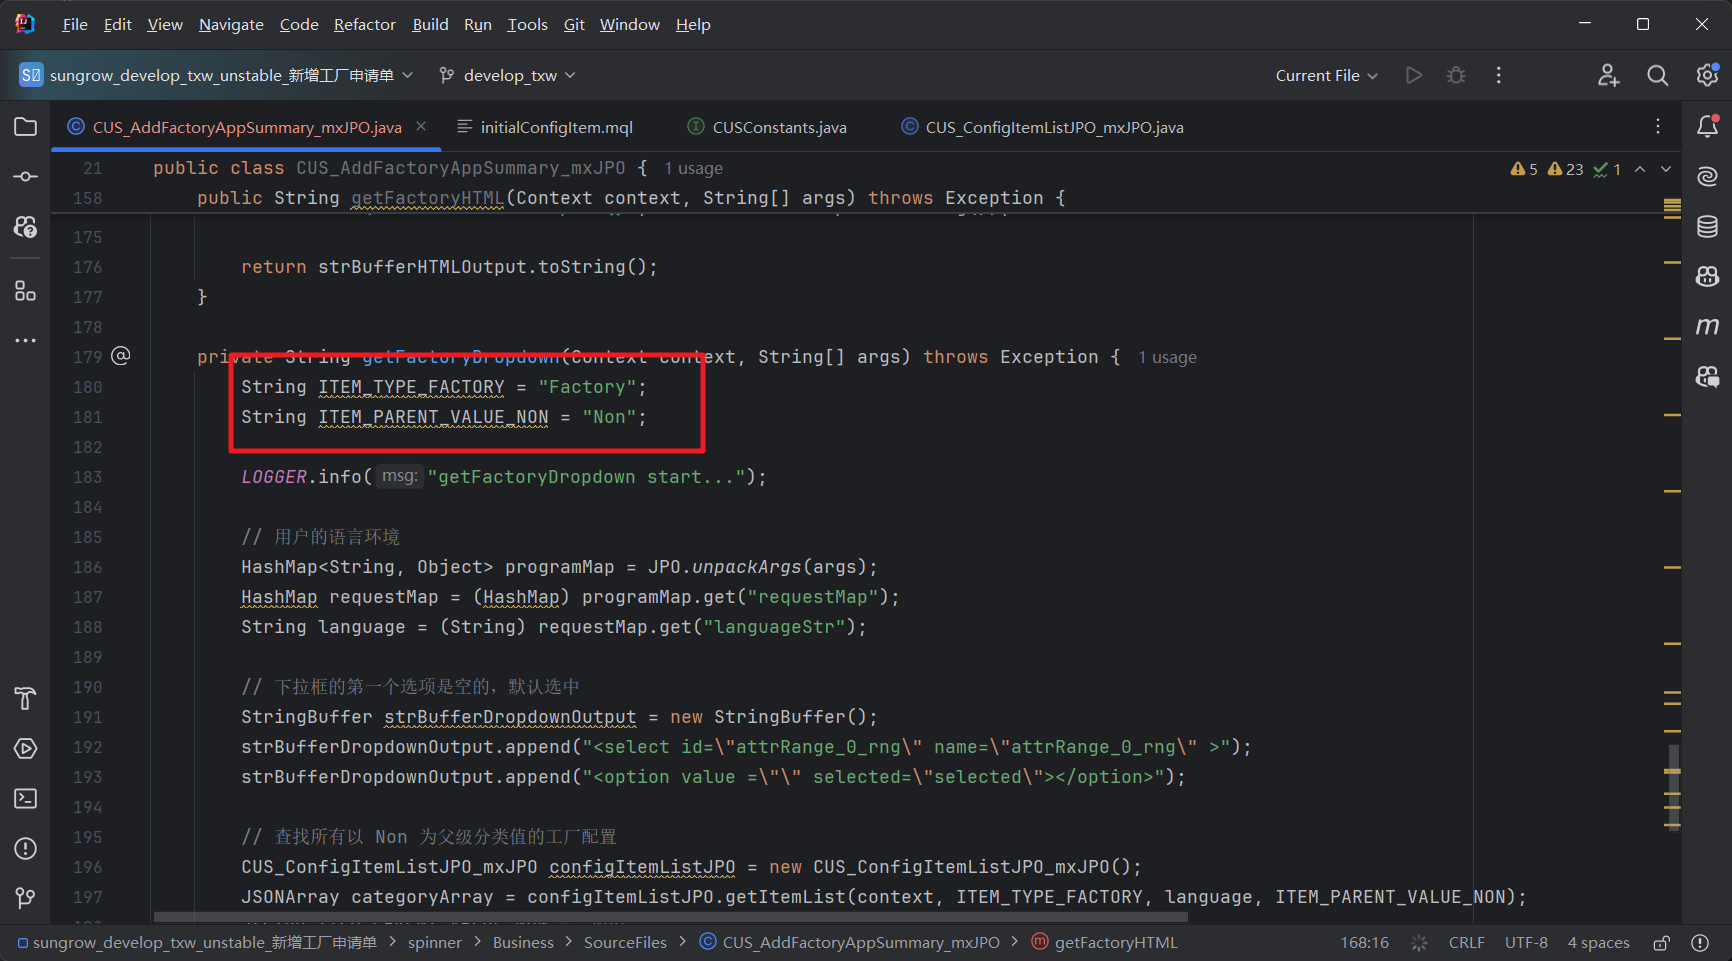 File Edit View Navigate Code Refactor Build Run Tools Git Window Help
sungrow_develop_txw_unstable_新增工厂申请单 develop_txw Current File
CUS_AddFactoryAppSummary_mxJPO.java initialConfigItem.mql CUSConstants.java CUS_ConfigItemListJPO_mxJPO.java
21 public class CUS_AddFactoryAppSummary_mxJPO { 1 usage 5 23 1
158 public String getFactoryHTML(Context context, String[] args) throws Exception {
175
176 return strBufferHTMLOutput.toString();
177 }
178
179 private String getFactoryDropdown(Context context, String[] args) throws Exception { 1 usage
180 String ITEM_TYPE_FACTORY = "Factory";
181 String ITEM_PARENT_VALUE_NON = "Non";
182
183 LOGGER.info( msg: "getFactoryDropdown start...");
184
185 // 用户的语言环境
186 HashMap<String, Object> programMap = JPO.unpackArgs(args);
187 HashMap requestMap = (HashMap) programMap.get("requestMap");
188 String language = (String) requestMap.get("languageStr");
189
190 // 下拉框的第一个选项是空的，默认选中
191 StringBuffer strBufferDropdownOutput = new StringBuffer();
192 strBufferDropdownOutput.append("<select id=\"attrRange_0_rng\" name=\"attrRange_0_rng\" >");
193 strBufferDropdownOutput.append("<option value =\"\" selected=\"selected\"></option>");
194
195 // 查找所有以 Non 为父级分类值的工厂配置
196 CUS_ConfigItemListJPO_mxJPO configItemListJPO = new CUS_ConfigItemListJPO_mxJPO();
197 JSONArray categoryArray = configItemListJPO.getItemList(context, ITEM_TYPE_FACTORY, language, ITEM_PARENT_VALUE_NON);
sungrow_develop_txw_unstable_新增工厂申请单 > spinner > Business > SourceFiles > CUS_AddFactoryAppSummary_mxJPO > getFactoryHTML 168:16 CRLF UTF-8 4 spaces